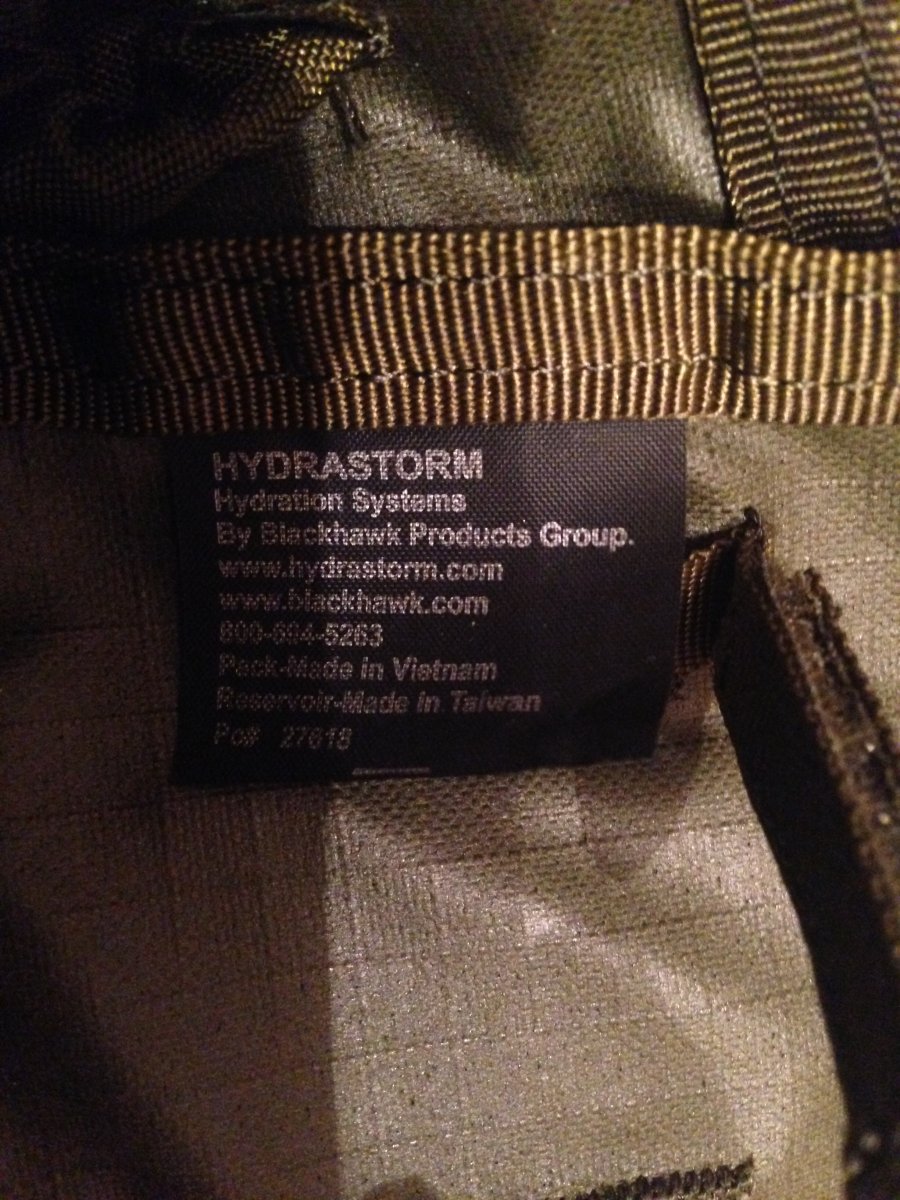 HYDRASTORM
Hydration Systems
By Blackhawk Products Group.
www.hydrastorm.com
www.blackhawk.com
800-694-5263
Pack-Made in Vietnam
Reservoir-Made in Taiwan
Po# 27618